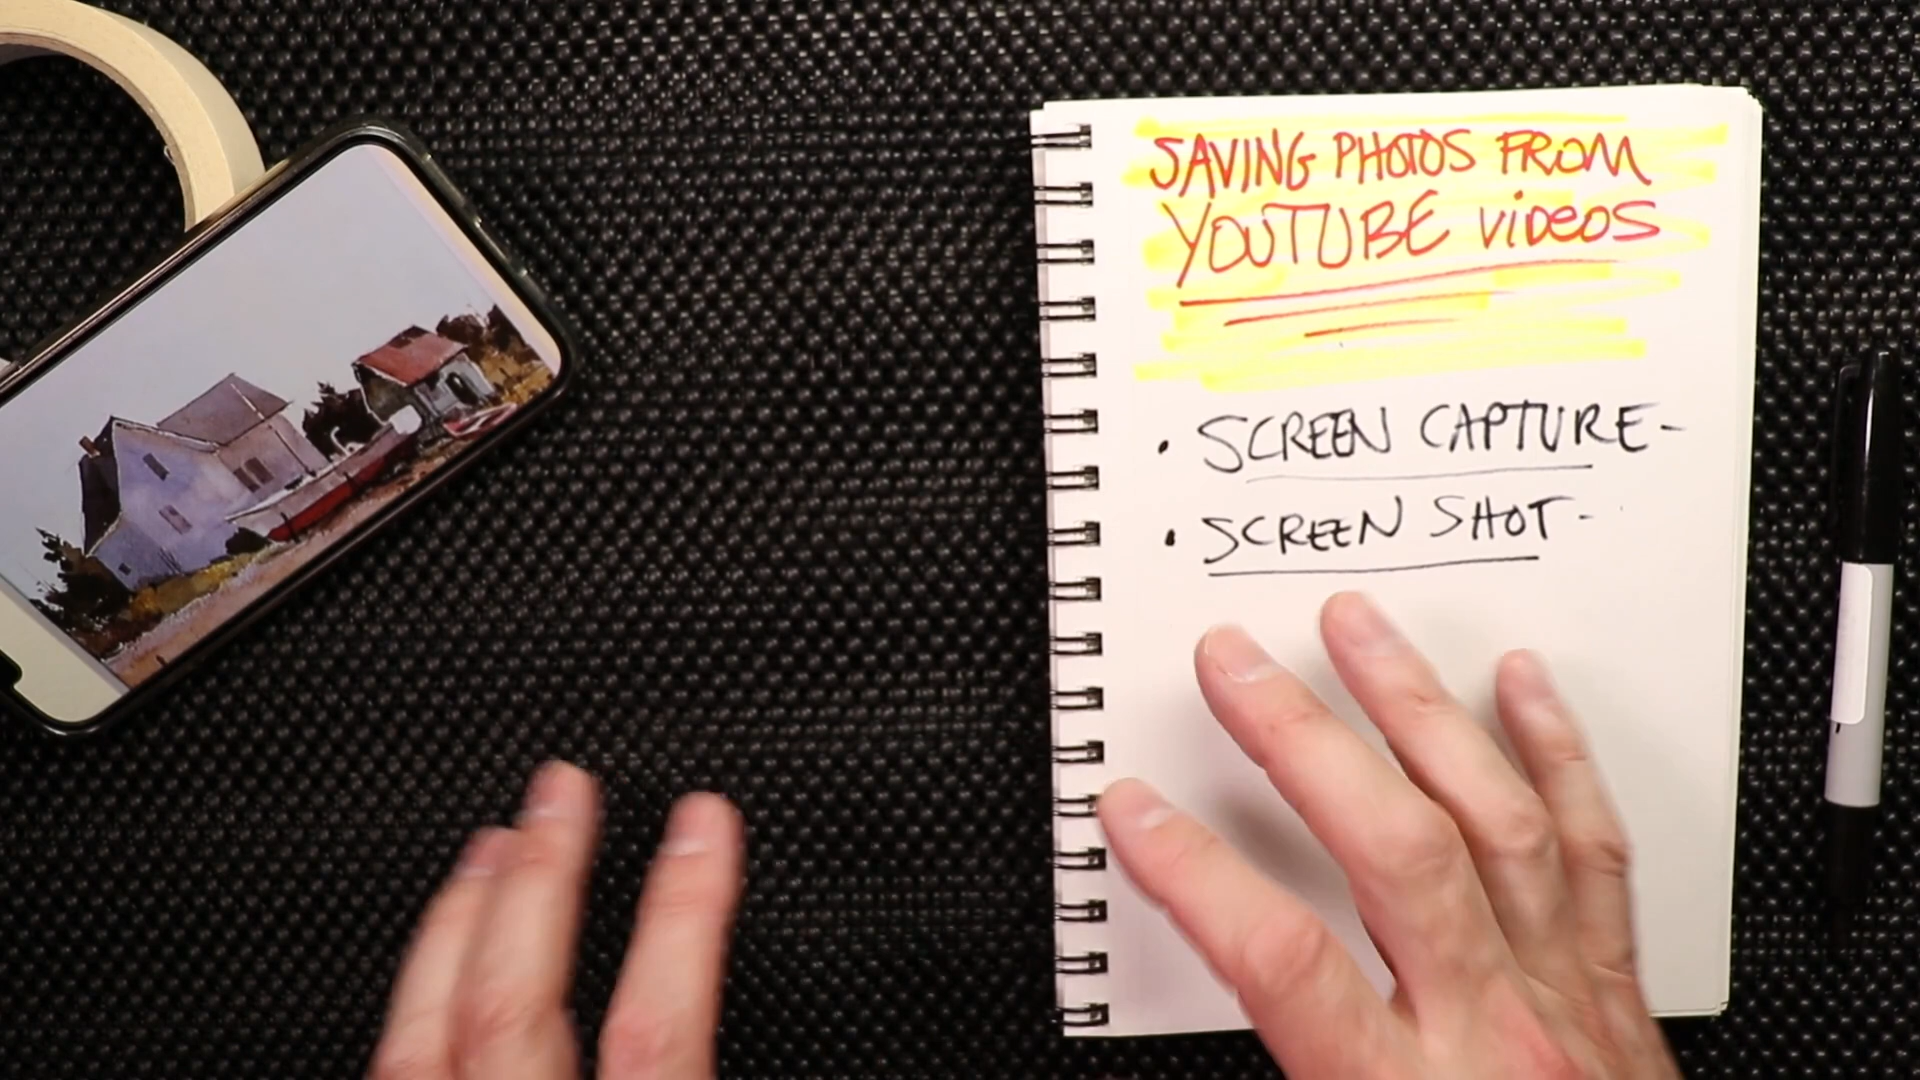 SAVING PHOTOS FROM
YOUTUBE ViDEOS
• SCREEN CAPTURE-
• SCREEN SHOT-